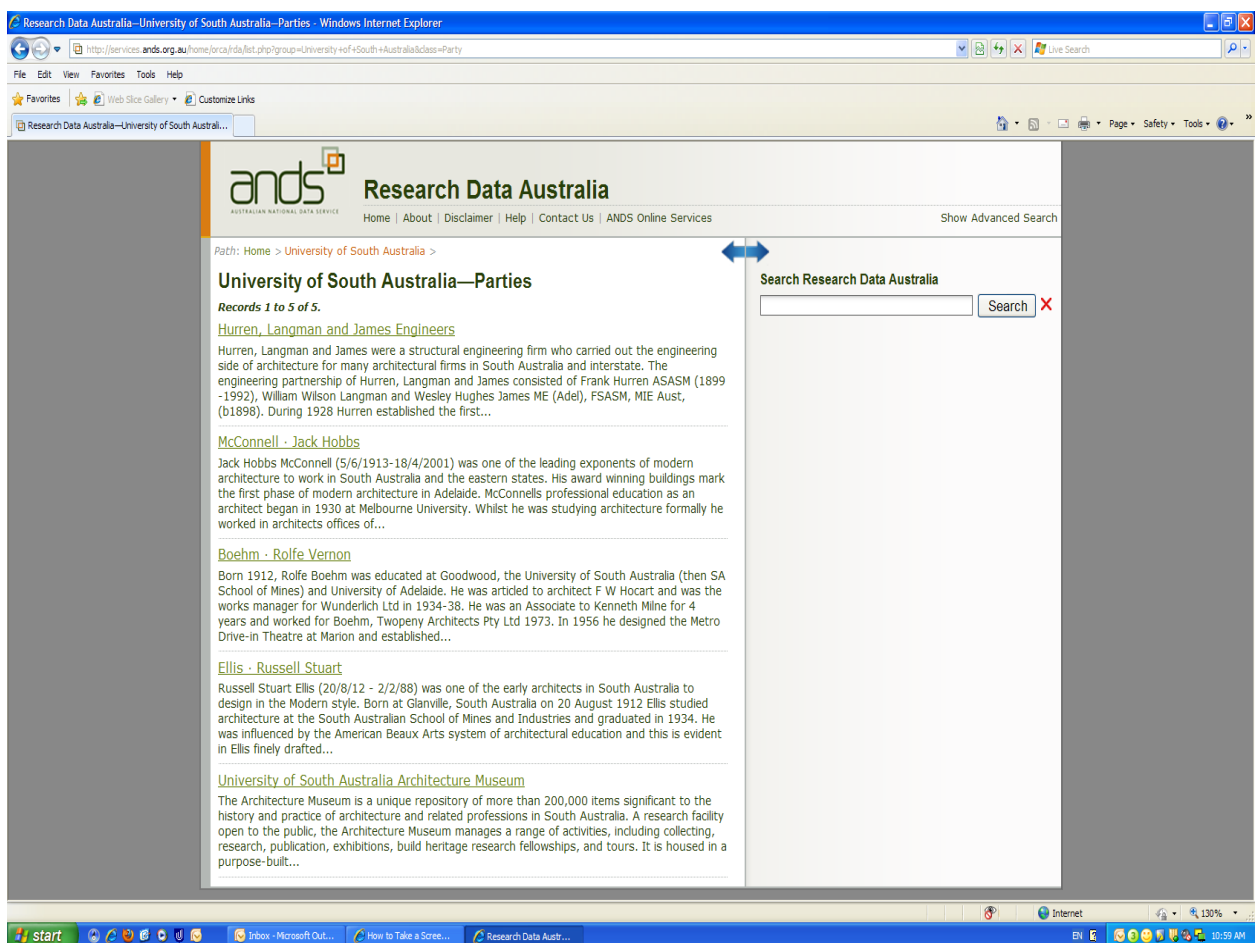 Research Data Australia—University of South Australia—Parties - Windows Internet Explorer
http://services.ands.org.au/home/orca/rda/list.php?group=University+of+South+Australia&class=Party
Live Search
File Edit View Favorites Tools Help
Favorites Web Slice Gallery Customize Links
Research Data Australia—University of South Australi...
Page Safety Tools
ands
AUSTRALIAN NATIONAL DATA SERVICE
Research Data Australia
Home | About | Disclaimer | Help | Contact Us | ANDS Online Services
Show Advanced Search
Path: Home > University of South Australia >
University of South Australia—Parties
Records 1 to 5 of 5.
Hurren, Langman and James Engineers
Hurren, Langman and James were a structural engineering firm who carried out the engineering
side of architecture for many architectural firms in South Australia and interstate. The
engineering partnership of Hurren, Langman and James consisted of Frank Hurren ASASM (1899
-1992), William Wilson Langman and Wesley Hughes James ME (Adel), FSASM, MIE Aust,
(b1898). During 1928 Hurren established the first...
McConnell · Jack Hobbs
Jack Hobbs McConnell (5/6/1913-18/4/2001) was one of the leading exponents of modern
architecture to work in South Australia and the eastern states. His award winning buildings mark
the first phase of modern architecture in Adelaide. McConnells professional education as an
architect began in 1930 at Melbourne University. Whilst he was studying architecture formally he
worked in architects offices of...
Boehm · Rolfe Vernon
Born 1912, Rolfe Boehm was educated at Goodwood, the University of South Australia (then SA
School of Mines) and University of Adelaide. He was articled to architect F W Hocart and was the
works manager for Wunderlich Ltd in 1934-38. He was an Associate to Kenneth Milne for 4
years and worked for Boehm, Twopeny Architects Pty Ltd 1973. In 1956 he designed the Metro
Drive-in Theatre at Marion and established...
Ellis · Russell Stuart
Russell Stuart Ellis (20/8/12 - 2/2/88) was one of the early architects in South Australia to
design in the Modern style. Born at Glanville, South Australia on 20 August 1912 Ellis studied
architecture at the South Australian School of Mines and Industries and graduated in 1934. He
was influenced by the American Beaux Arts system of architectural education and this is evident
in Ellis finely drafted...
University of South Australia Architecture Museum
The Architecture Museum is a unique repository of more than 200,000 items significant to the
history and practice of architecture and related professions in South Australia. A research facility
open to the public, the Architecture Museum manages a range of activities, including collecting,
research, publication, exhibitions, build heritage research fellowships, and tours. It is housed in a
purpose-built...
Search Research Data Australia
Search
Internet
130%
start
Inbox - Microsoft Out...
How to Take a Scree...
Research Data Austr...
EN
10:59 AM